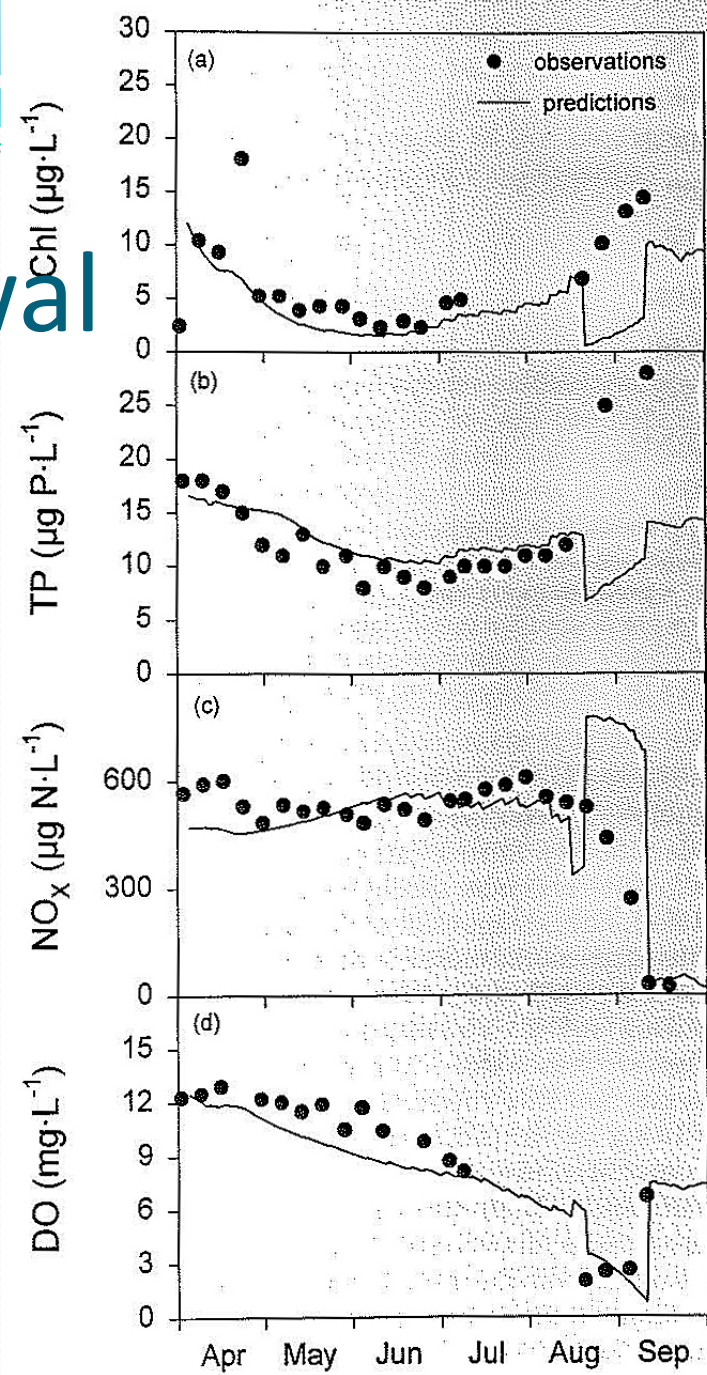 30
(a)
observations
25
predictions
20
Chl (µg·L⁻¹)
15
10
val
5
0
(b)
25
TP (µg P·L⁻¹)
20
15
10
5
0
(c)
NOₓ (µg N·L⁻¹)
600
300
0
(d)
15
DO (mg·L⁻¹)
12
9
6
3
0
Apr May Jun Jul Aug Sep